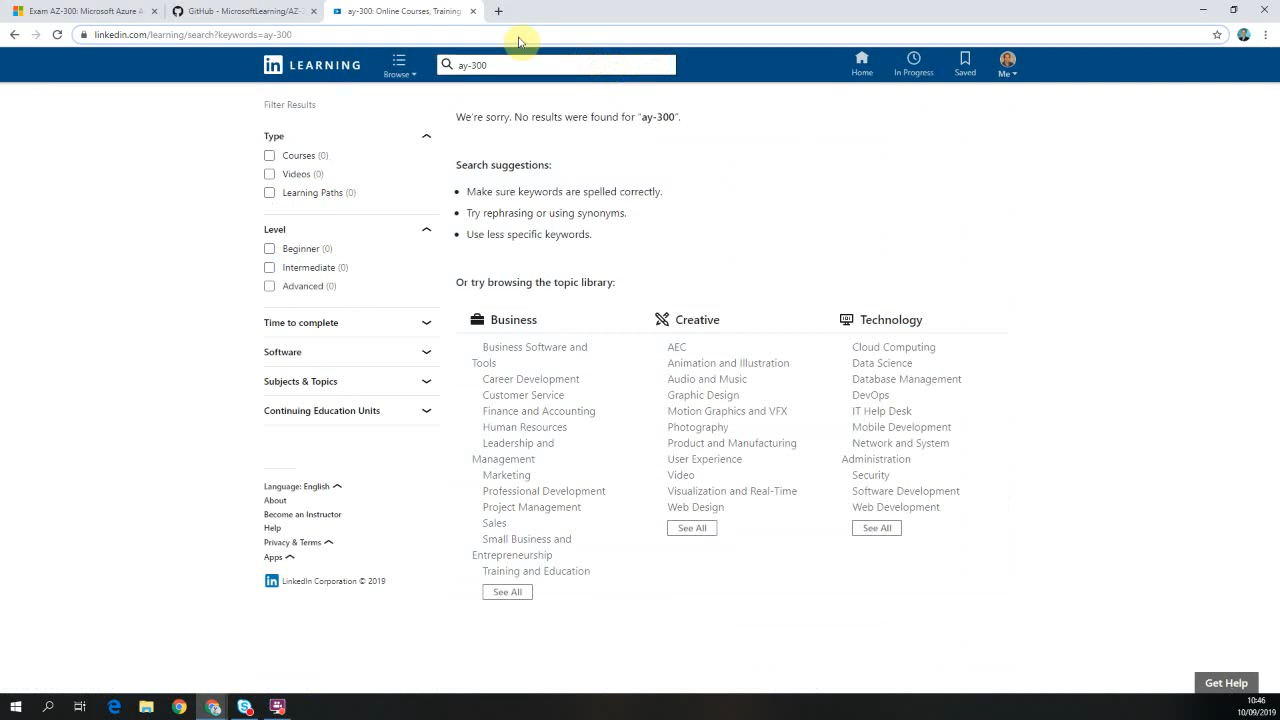 Exam AZ-300: Microsoft Azure A
GitHub - MicrosoftLearning/AZ-
ay-300: Online Courses, Training
linkedin.com/learning/search?keywords=ay-300
in LEARNING
Browse
ay-300
Home
In Progress
Saved
Me
Filter Results
Type
Courses (0)
Videos (0)
Learning Paths (0)
Level
Beginner (0)
Intermediate (0)
Advanced (0)
Time to complete
Software
Subjects & Topics
Continuing Education Units
Language: English
About
Become an Instructor
Help
Privacy & Terms
Apps
in LinkedIn Corporation © 2019
We're sorry. No results were found for "ay-300".
Search suggestions:
• Make sure keywords are spelled correctly.
• Try rephrasing or using synonyms.
• Use less specific keywords.
Or try browsing the topic library:
Business
Business Software and
Tools
Career Development
Customer Service
Finance and Accounting
Human Resources
Leadership and
Management
Marketing
Professional Development
Project Management
Sales
Small Business and
Entrepreneurship
Training and Education
See All
Creative
AEC
Animation and Illustration
Audio and Music
Graphic Design
Motion Graphics and VFX
Photography
Product and Manufacturing
User Experience
Video
Visualization and Real-Time
Web Design
See All
Technology
Cloud Computing
Data Science
Database Management
DevOps
IT Help Desk
Mobile Development
Network and System
Administration
Security
Software Development
Web Development
See All
Get Help
10:46
10/09/2019